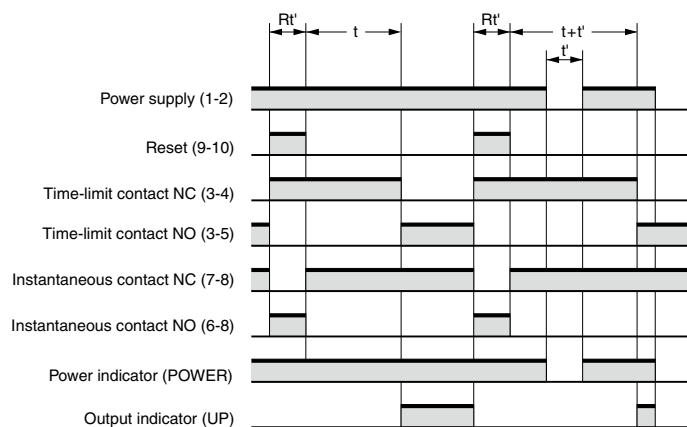 Rt'
t
Rt'
t+t'
t'
Power supply (1-2)
Reset (9-10)
Time-limit contact NC (3-4)
Time-limit contact NO (3-5)
Instantaneous contact NC (7-8)
Instantaneous contact NO (6-8)
Power indicator (POWER)
Output indicator (UP)